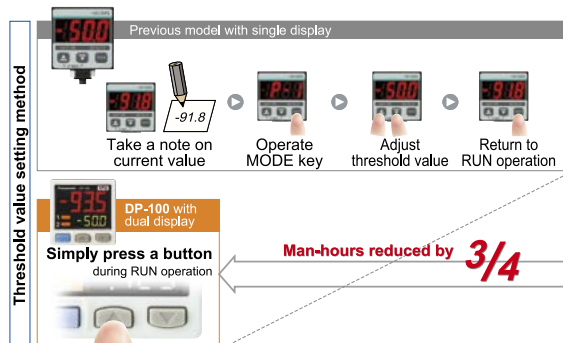 Threshold value setting method
-50.0
Previous model with single display
-91.8
-91.8
Take a note on
current value
Operate
MODE key
-50.0
Adjust
threshold value
-91.8
Return to
RUN operation
Panasonic
-93.5
-50.0
DP-100 with
dual display
Simply press a button
during RUN operation
Man-hours reduced by 3/4